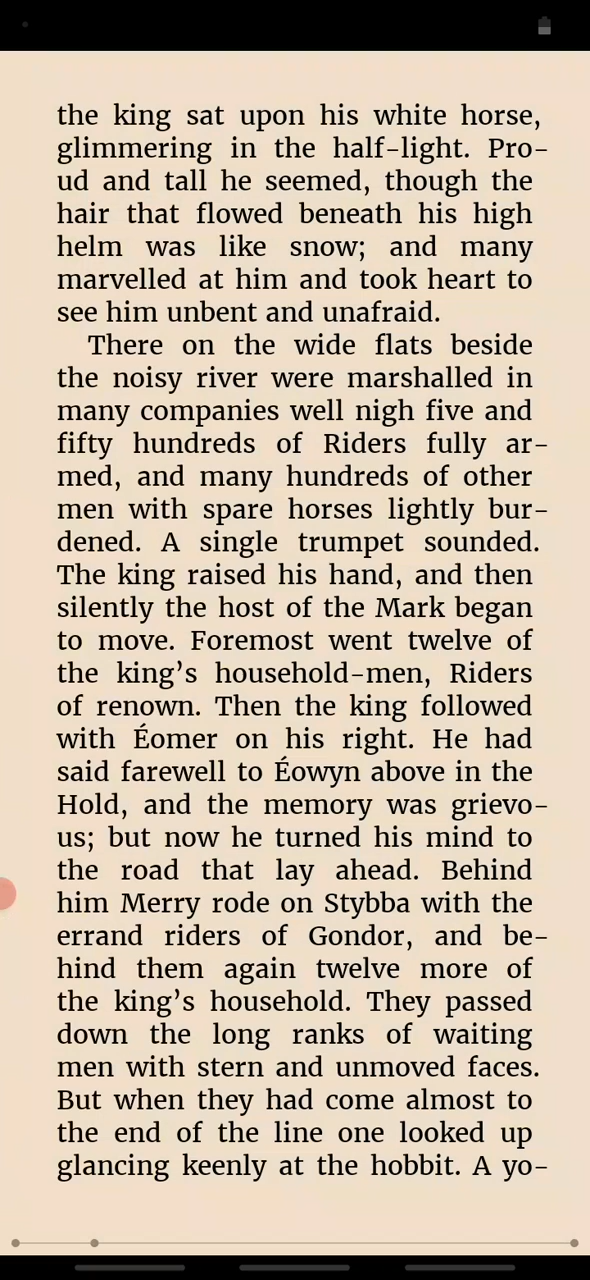 the king sat upon his white horse,
glimmering in the half-light. Pro-
ud and tall he seemed, though the
hair that flowed beneath his high
helm was like snow; and many
marvelled at him and took heart to
see him unbent and unafraid.
There on the wide flats beside
the noisy river were marshalled in
many companies well nigh five and
fifty hundreds of Riders fully ar-
med, and many hundreds of other
men with spare horses lightly bur-
dened. A single trumpet sounded.
The king raised his hand, and then
silently the host of the Mark began
to move. Foremost went twelve of
the king’s household-men, Riders
of renown. Then the king followed
with Éomer on his right. He had
said farewell to Éowyn above in the
Hold, and the memory was grievo-
us; but now he turned his mind to
the road that lay ahead. Behind
him Merry rode on Stybba with the
errand riders of Gondor, and be-
hind them again twelve more of
the king’s household. They passed
down the long ranks of waiting
men with stern and unmoved faces.
But when they had come almost to
the end of the line one looked up
glancing keenly at the hobbit. A yo-